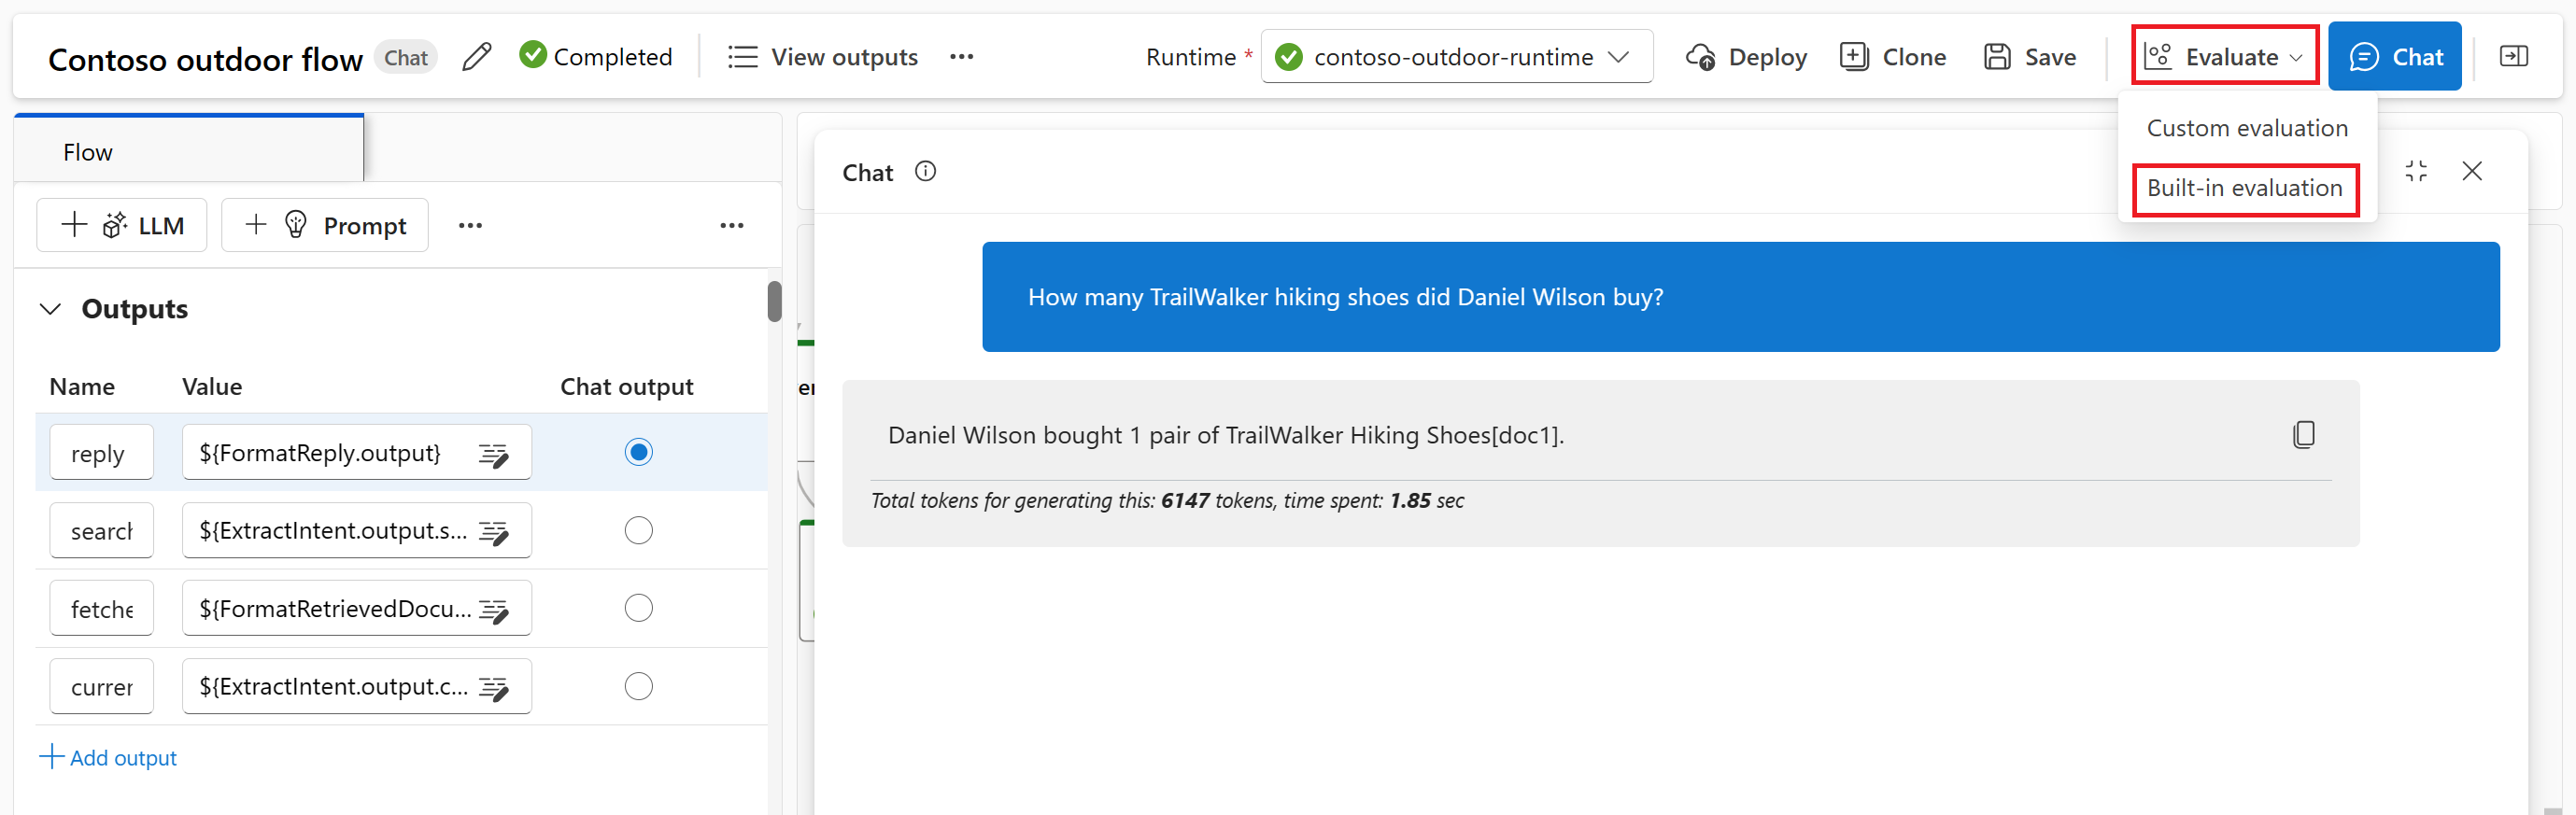 Contoso outdoor flow Chat Completed View outputs ··· Runtime * contoso-outdoor-runtime Deploy Clone Save Evaluate Chat
Custom evaluation
Built-in evaluation
Flow
+ LLM + Prompt ··· ···
Outputs
Name Value Chat output
reply ${FormatReply.output}
search ${ExtractIntent.output.s...
fetche ${FormatRetrievedDocu...
curren ${ExtractIntent.output.c...
+ Add output
er
Chat
How many TrailWalker hiking shoes did Daniel Wilson buy?
Daniel Wilson bought 1 pair of TrailWalker Hiking Shoes[doc1].
Total tokens for generating this: 6147 tokens, time spent: 1.85 sec